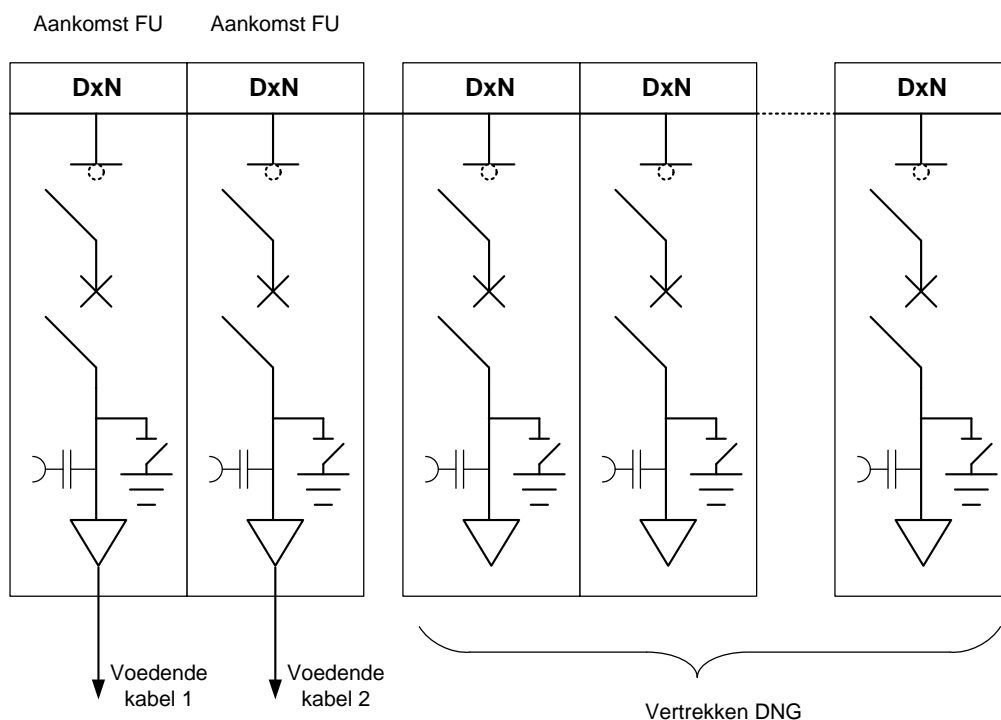 Aankomst FU
Aankomst FU
DxN
DxN
DxN
DxN
DxN
Voedende
kabel 1
Voedende
kabel 2
Vertrekken DNG